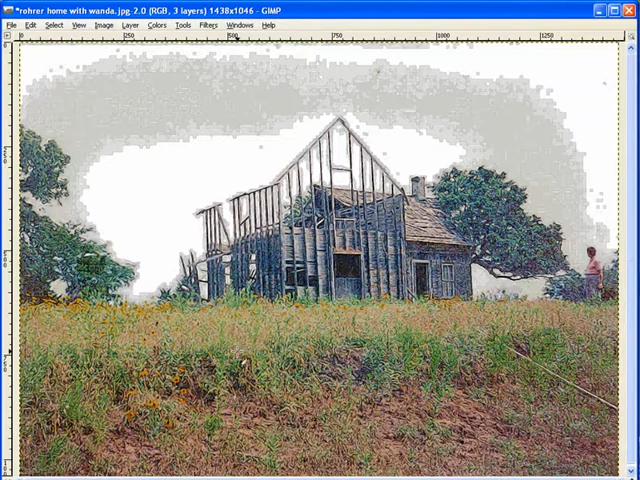 *rohrer home with wanda.jpg-2.0 (RGB, 3 layers) 1438x1046 - GIMP
File Edit Select View Image Layer Colors Tools Filters Windows Help
0 250 500 750 1000 1250